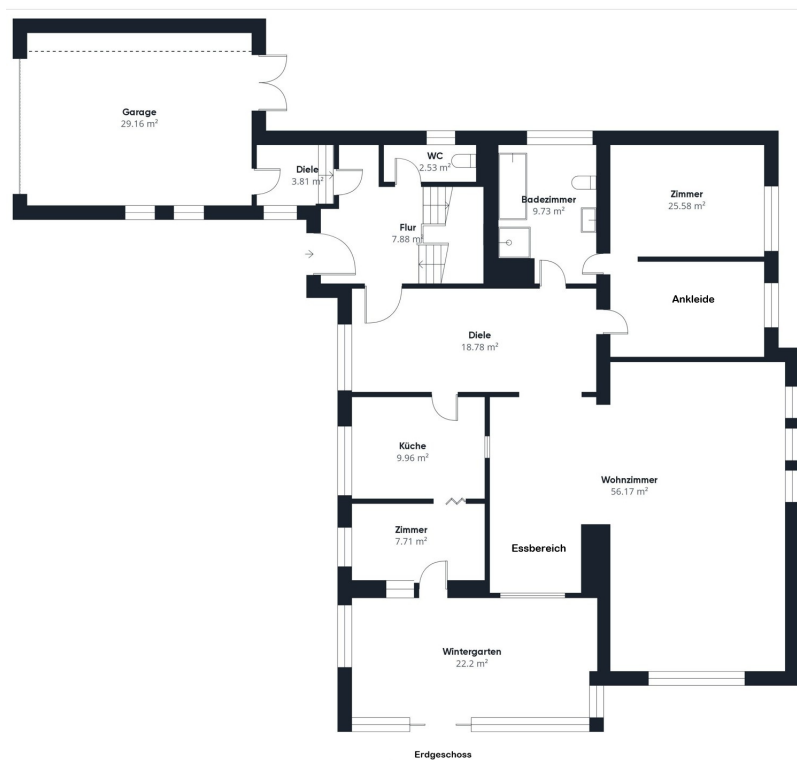 Garage
29.16 m²
Diele
3.81 m²
WC
2.53 m²
Badezimmer
9.73 m²
Zimmer
25.58 m²
Flur
7.88 m²
Ankleide
Diele
18.78 m²
Küche
9.96 m²
Wohnzimmer
56.17 m²
Zimmer
7.71 m²
Essbereich
Wintergarten
22.2 m²
Erdgeschoss